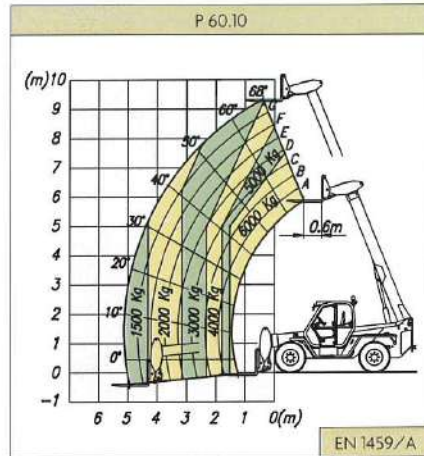 P 60.10
(m) 10
9
8
7
6
5
4
3
2
1
0
-1
6 5 4 3 2 1 0(m)
0°
10°
20°
30°
40°
50°
60°
68°
G
F
E
D
C
B
A
1500 Kg
2000 Kg
3000 Kg
4000 Kg
5000 Kg
6000 Kg
0.6m
EN 1459/A